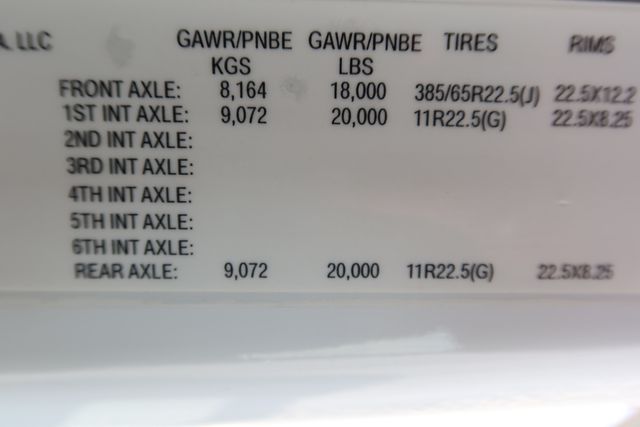 LLC GAWR/PNBE GAWR/PNBE TIRES RIMS
KGS LBS
FRONT AXLE: 8,164 18,000 385/65R22.5(J) 22.5X12.2
1ST INT AXLE: 9,072 20,000 11R22.5(G) 22.5X8.25
2ND INT AXLE:
3RD INT AXLE:
4TH INT AXLE:
5TH INT AXLE:
6TH INT AXLE:
REAR AXLE: 9,072 20,000 11R22.5(G) 22.5X8.25